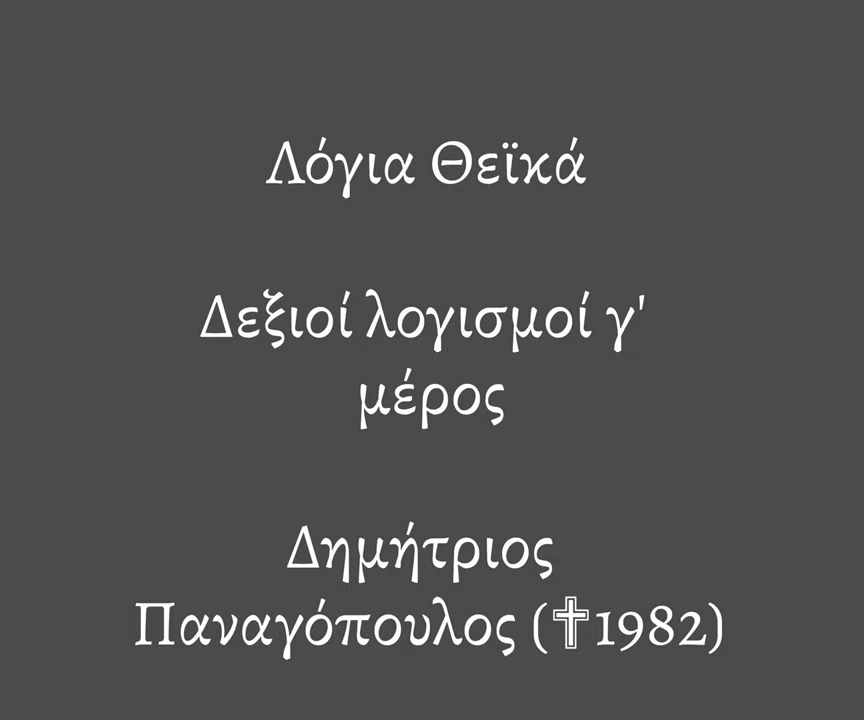 Λόγια Θεϊκά
Δεξιοί λογισμοί γ'
μέρος
Δημήτριος
Παναγόπουλος (✝1982)